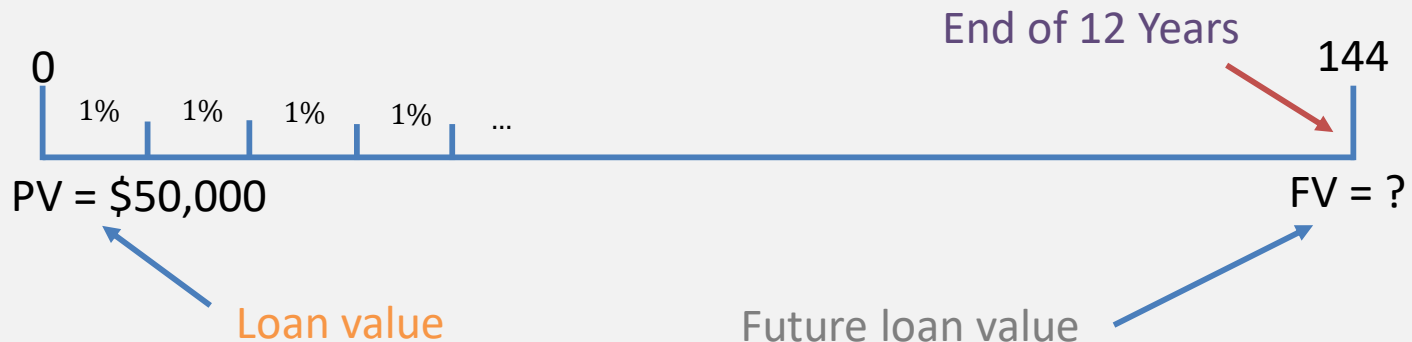 End of 12 Years
0
144
1% 1% 1% 1% ...
PV = $50,000
FV = ?
Loan value
Future loan value